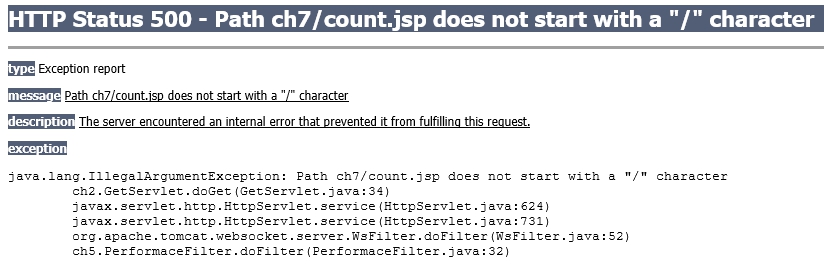 HTTP Status 500 - Path ch7/count.jsp does not start with a "/" character
type Exception report
message Path ch7/count.jsp does not start with a "/" character
description The server encountered an internal error that prevented it from fulfilling this request.
exception
java.lang.IllegalArgumentException: Path ch7/count.jsp does not start with a "/" character
ch2.GetServlet.doGet(GetServlet.java:34)
javax.servlet.http.HttpServlet.service(HttpServlet.java:624)
javax.servlet.http.HttpServlet.service(HttpServlet.java:731)
org.apache.tomcat.websocket.server.WsFilter.doFilter(WsFilter.java:52)
ch5.PerformaceFilter.doFilter(PerformaceFilter.java:32)